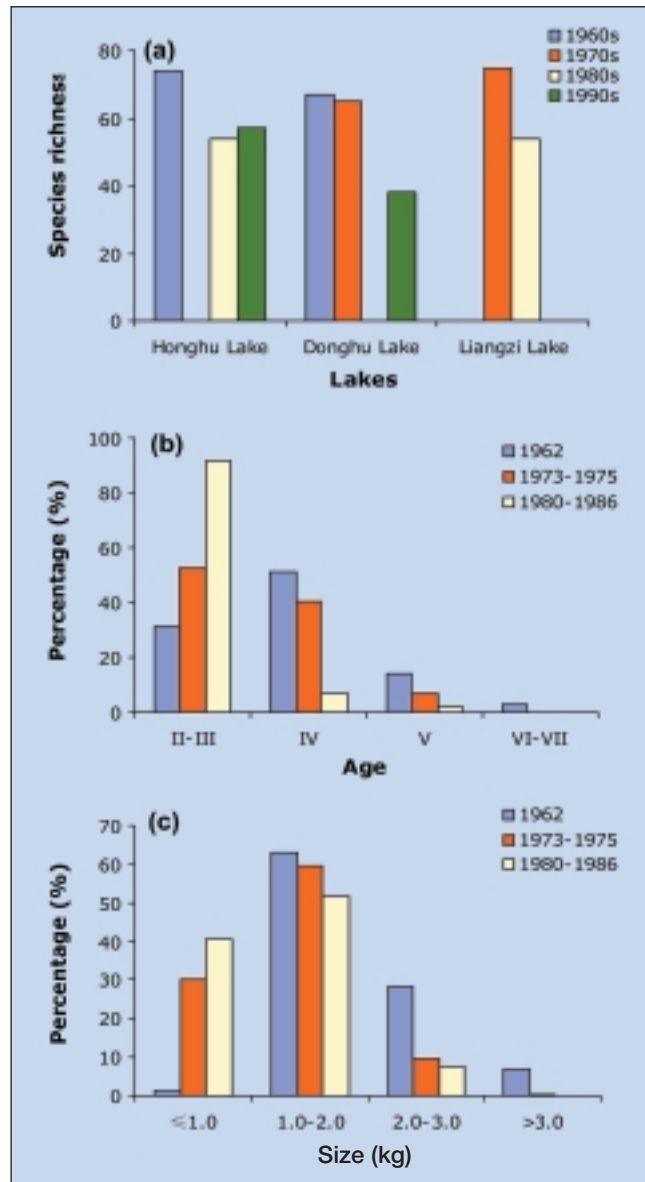 (a)
1960s
1970s
1980s
1990s
Species richness
80
60
40
20
0
Honghu Lake Donghu Lake Liangzi Lake
Lakes
(b)
1962
1973-1975
1980-1986
Percentage (%)
100
80
60
40
20
0
II-III IV V VI-VII
Age
(c)
1962
1973-1975
1980-1986
Percentage (%)
70
60
50
40
30
20
10
0
⩽1.0 1.0-2.0 2.0-3.0 >3.0
Size (kg)